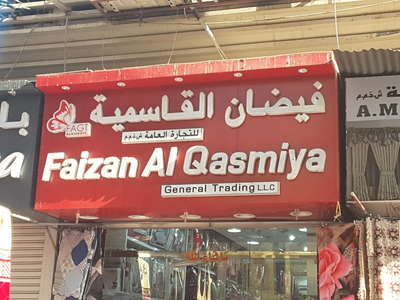 فيضان القاسمية
للتجارة العامة ش.ذ.م.م
FAGT
Faizan Al Qasmiya
General Trading LLC
ش.ذ.م.م
A.M